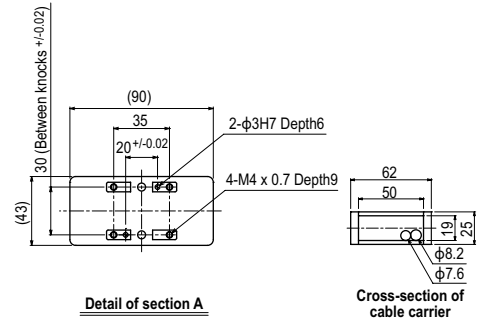 30 (Between knocks +/-0.02)
(90)
35
20+/-0.02
2-ϕ3H7 Depth6
4-M4 x 0.7 Depth9
(43)
Detail of section A
62
50
19
25
ϕ8.2
ϕ7.6
Cross-section of
cable carrier